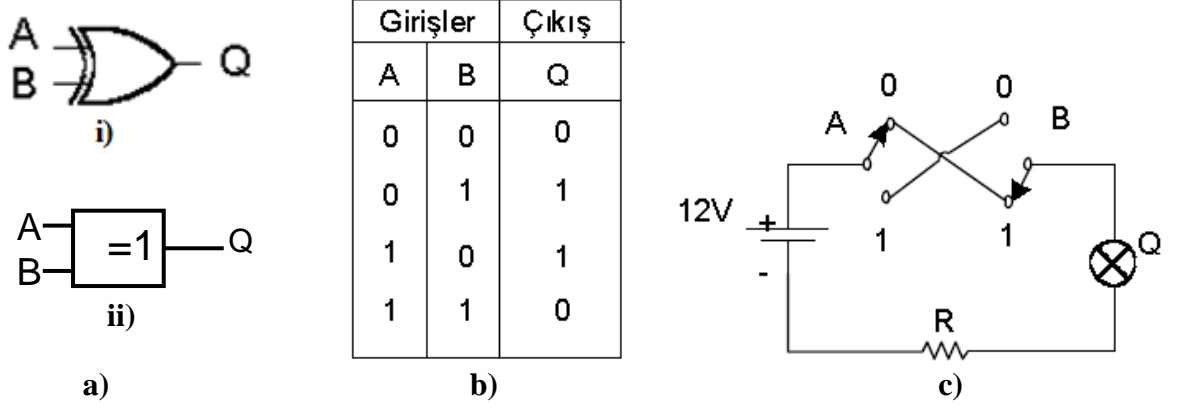 A
B
Q
i)
A
B
=1
Q
ii)
a)
Girişler Çıkış
A B Q
0 0 0
0 1 1
1 0 1
1 1 0
b)
0 0
A B
12V
+
-
1 1
Q
R
c)